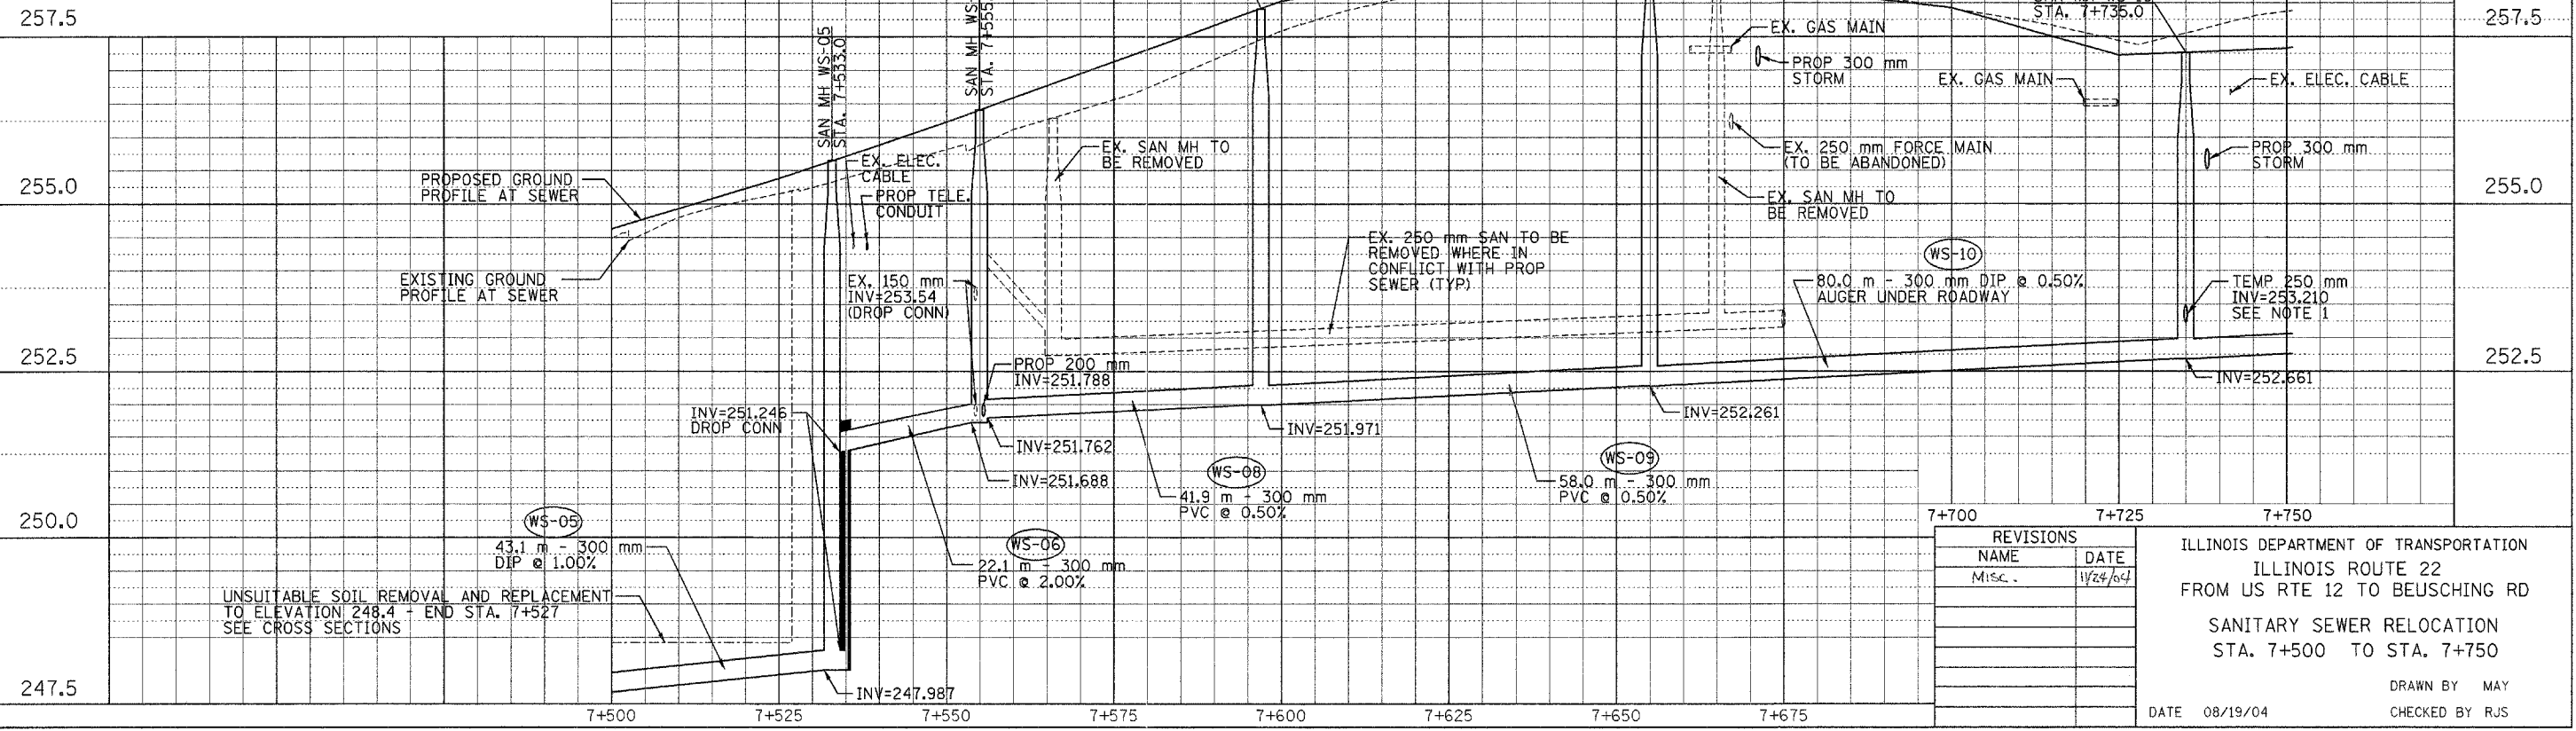 257.5
255.0
252.5
250.0
247.5
SAN MH WS-05
STA. 7+533.0
SAN MH WS-
STA. 7+555.
STA. 7+735.0
257.5
255.0
252.5
EX. GAS MAIN
PROP 300 mm
STORM
EX. GAS MAIN
EX. ELEC. CABLE
EX. SAN MH TO
BE REMOVED
EX. 250 mm FORCE MAIN
(TO BE ABANDONED)
PROP 300 mm
STORM
EX. ELEC.
CABLE
PROP TELE.
CONDUIT
PROPOSED GROUND
PROFILE AT SEWER
EX. SAN MH TO
BE REMOVED
EXISTING GROUND
PROFILE AT SEWER
EX. 150 mm
INV=253.54
(DROP CONN)
EX. 250 mm SAN TO BE
REMOVED WHERE IN
CONFLICT WITH PROP
SEWER (TYP)
WS-10
80.0 m - 300 mm DIP @ 0.50%
AUGER UNDER ROADWAY
TEMP 250 mm
INV=253.210
SEE NOTE 1
PROP 200 mm
INV=251.788
INV=252.661
INV=251.246
DROP CONN
INV=252.261
INV=251.971
INV=251.762
INV=251.688
WS-08
41.9 m - 300 mm
PVC @ 0.50%
WS-09
58.0 m - 300 mm
PVC @ 0.50%
WS-05
43.1 m - 300 mm
DIP @ 1.00%
WS-06
22.1 m - 300 mm
PVC @ 2.00%
UNSUITABLE SOIL REMOVAL AND REPLACEMENT
TO ELEVATION 248.4 - END STA. 7+527
SEE CROSS SECTIONS
INV=247.987
7+500 7+525 7+550 7+575 7+600 7+625 7+650 7+675
7+700 7+725 7+750
REVISIONS
NAME DATE
MISC. 11/24/04
ILLINOIS DEPARTMENT OF TRANSPORTATION
ILLINOIS ROUTE 22
FROM US RTE 12 TO BEUSCHING RD
SANITARY SEWER RELOCATION
STA. 7+500 TO STA. 7+750
DRAWN BY MAY
DATE 08/19/04 CHECKED BY RJS